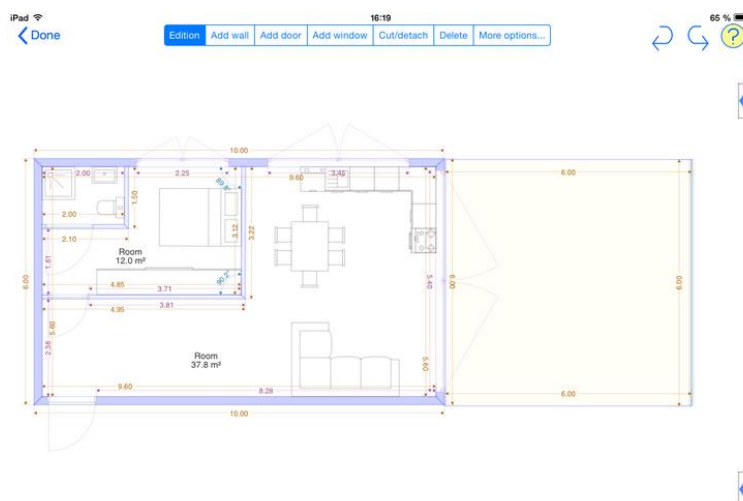 iPad 16:19 65 %
Done Edition Add wall Add door Add window Cut/detach Delete More options... ?
10.00
2.00 2.25 9.60 3.45 6.00
89.8°
1.50
2.00
2.10 3.12 3.22
1.61
Room
12.0 m²
6.00 90.2° 5.40 6.00 6.00
4.85 3.71
4.95 3.81
5.60
2.38
Room
37.8 m²
5.60
9.60 8.28 6.00
10.00